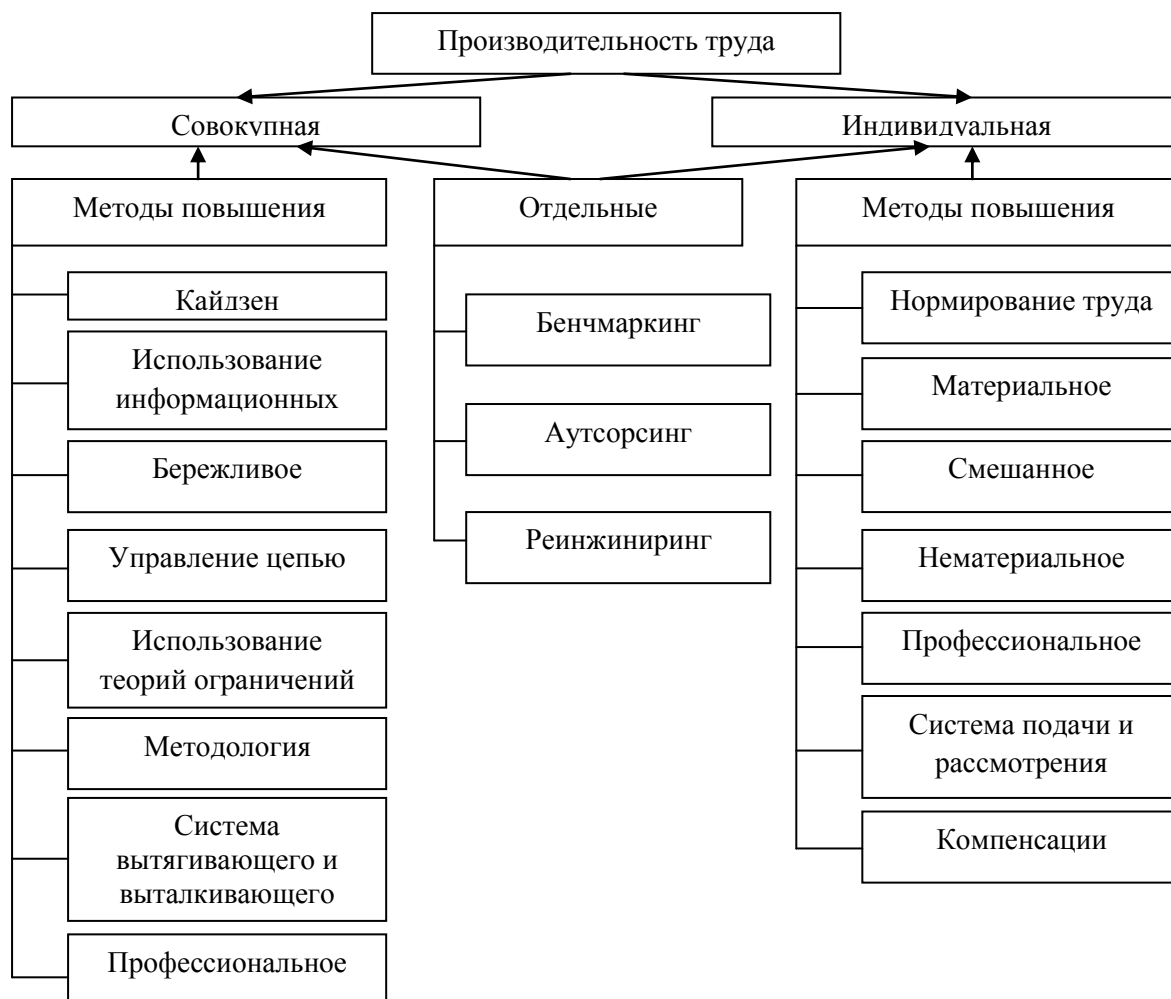 Производительность труда
Совокупная
Индивидуальная
Методы повышения
Отдельные
Методы повышения
Кайдзен
Использование
информационных
Бережливое
Управление цепью
Использование
теорий ограничений
Методология
Система
вытягивающего и
выталкивающего
Профессиональное
Бенчмаркинг
Аутсорсинг
Реинжиниринг
Нормирование труда
Материальное
Смешанное
Нематериальное
Профессиональное
Система подачи и
рассмотрения
Компенсации